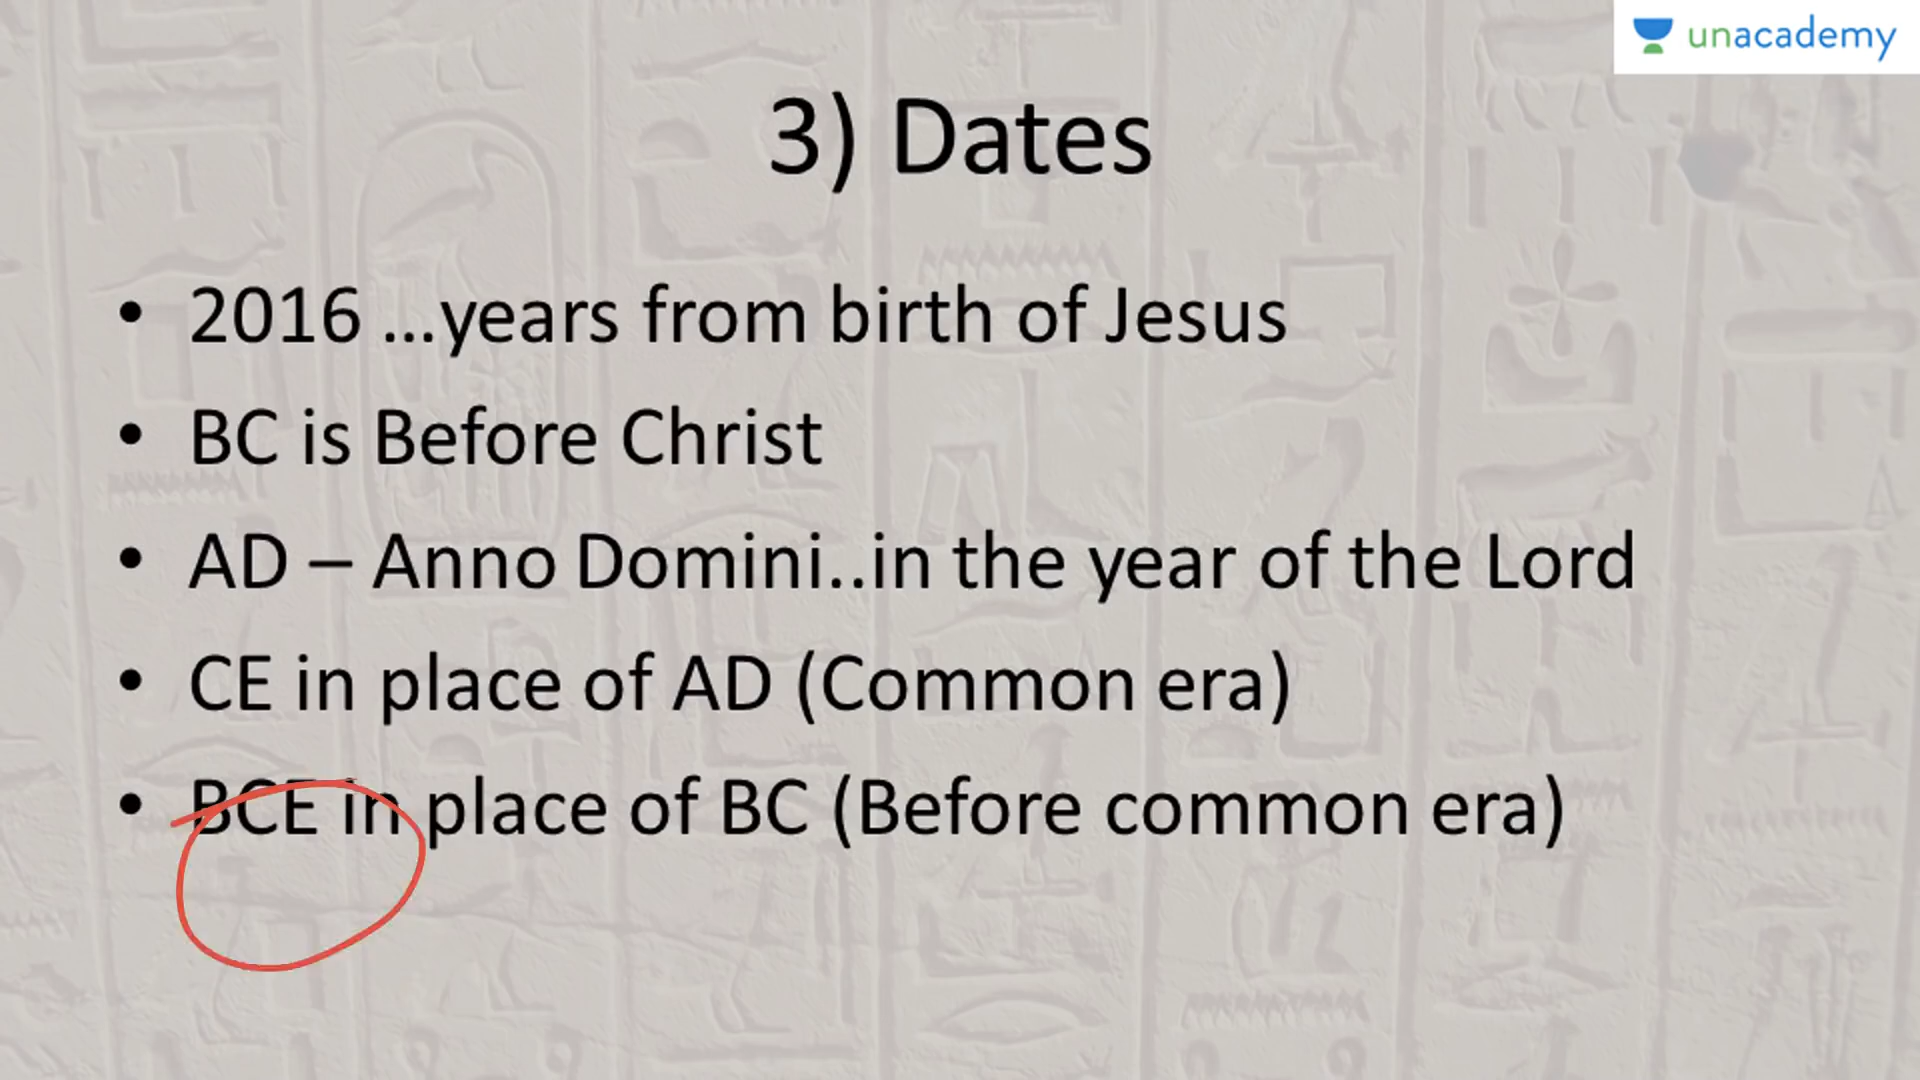 unacademy
3) Dates
• 2016 ...years from birth of Jesus
• BC is Before Christ
• AD – Anno Domini..in the year of the Lord
• CE in place of AD (Common era)
• BCE in place of BC (Before common era)